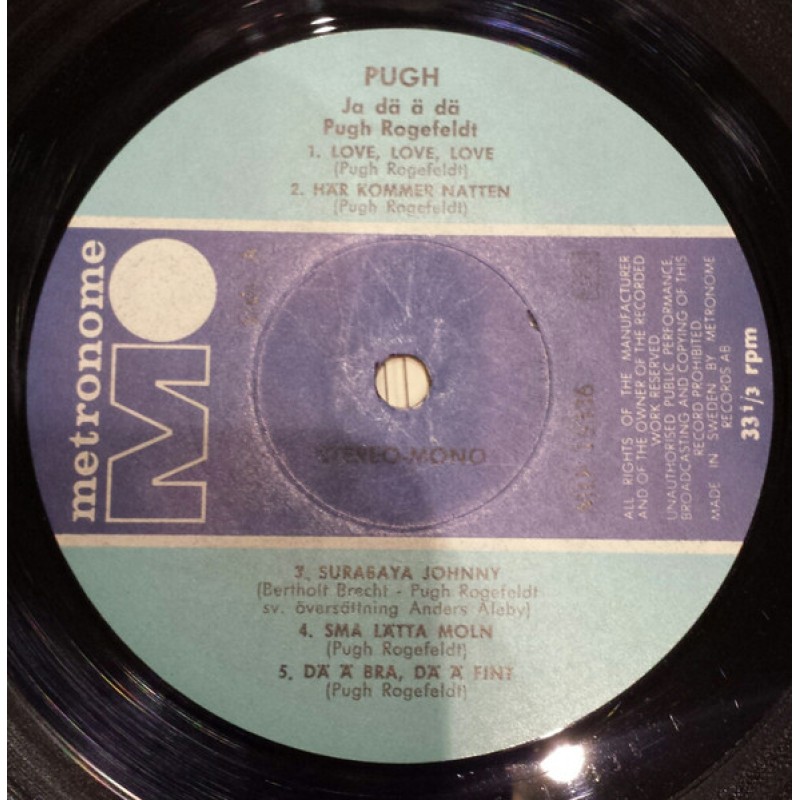 PUGH
Ja dä ä dä
Pugh Rogefeldt
1. LOVE, LOVE, LOVE
(Pugh Rogefeldt)
2. HÄR KOMMER NATTEN
(Pugh Rogefeldt)
metronome
M
STEREO-MONO
ALL RIGHTS OF THE MANUFACTURER
AND OF THE OWNER OF THE RECORDED
WORK RESERVED
UNAUTHORISED PUBLIC PERFORMANCE,
BROADCASTING AND COPYING OF THIS
RECORD PROHIBITED
MADE IN SWEDEN BY METRONOME
RECORDS AB
33 1/3 rpm
3. SURABAYA JOHNNY
(Bertholt Brecht - Pugh Rogefeldt
sv. översättning Anders Aleby)
4. SMA LÄTTA MOLN
(Pugh Rogefeldt)
5. DÄ Ä BRA, DÄ Ä FINT
(Pugh Rogefeldt)